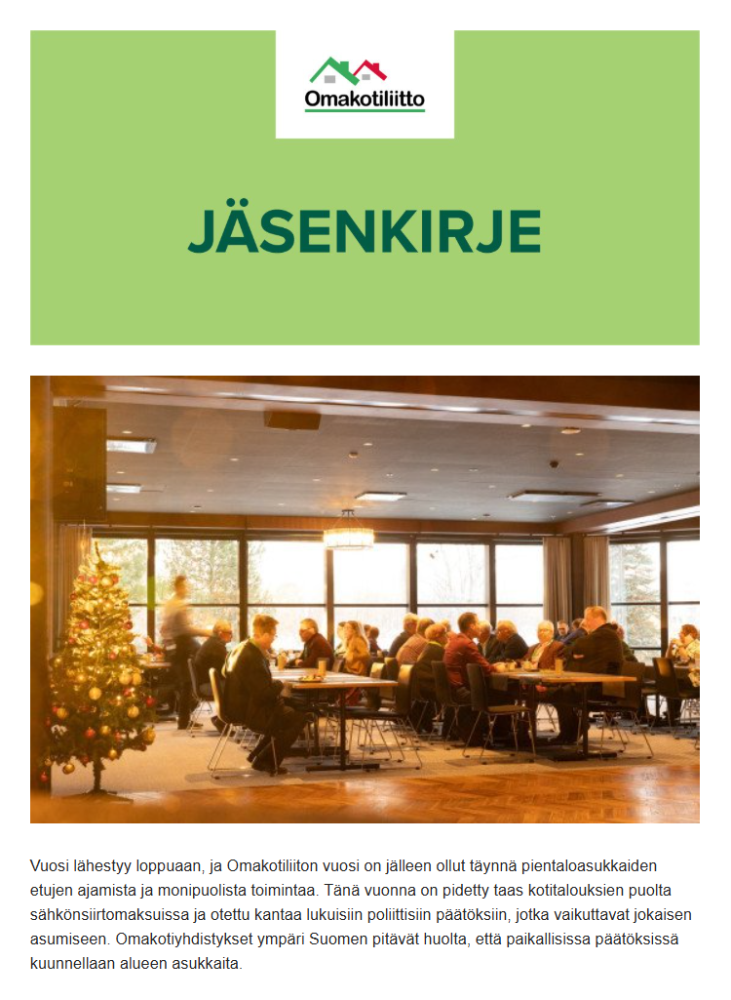 Omakotiliitto
JÄSENKIRJE
Vuosi lähestyy loppuaan, ja Omakotiliiton vuosi on jälleen ollut täynnä pientaloasukkaiden
etujen ajamista ja monipuolista toimintaa. Tänä vuonna on pidetty taas kotitalouksien puolta
sähkönsiirtomaksuissa ja otettu kantaa lukuisiin poliittisiin päätöksiin, jotka vaikuttavat jokaisen
asumiseen. Omakotiyhdistykset ympäri Suomen pitävät huolta, että paikallisissa päätöksissä
kuunnellaan alueen asukkaita.